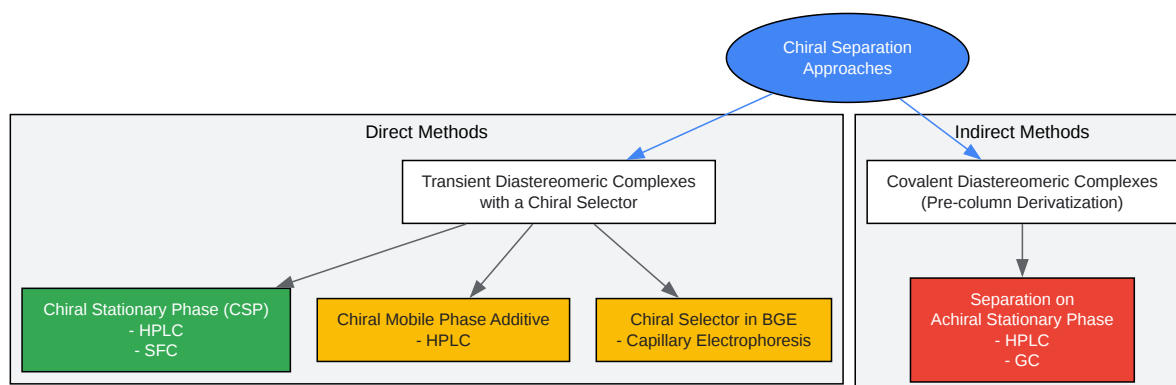 Chiral Separation
Approaches
Direct Methods
Transient Diastereomeric Complexes
with a Chiral Selector
Chiral Stationary Phase (CSP)
- HPLC
- SFC
Chiral Mobile Phase Additive
- HPLC
Chiral Selector in BGE
- Capillary Electrophoresis
Indirect Methods
Covalent Diastereomeric Complexes
(Pre-column Derivatization)
Separation on
Achiral Stationary Phase
- HPLC
- GC